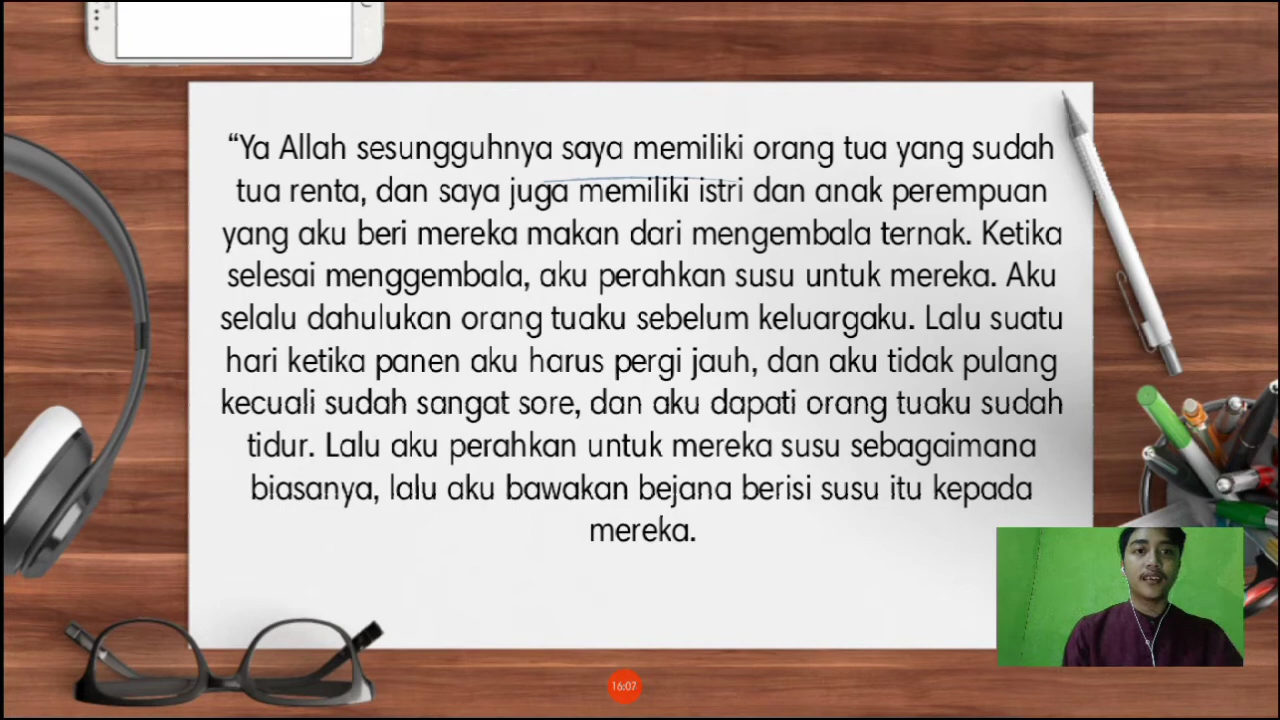 “Ya Allah sesungguhnya saya memiliki orang tua yang sudah
tua renta, dan saya juga memiliki istri dan anak perempuan
yang aku beri mereka makan dari mengembala ternak. Ketika
selesai menggembala, aku perahkan susu untuk mereka. Aku
selalu dahulukan orang tuaku sebelum keluargaku. Lalu suatu
hari ketika panen aku harus pergi jauh, dan aku tidak pulang
kecuali sudah sangat sore, dan aku dapati orang tuaku sudah
tidur. Lalu aku perahkan untuk mereka susu sebagaimana
biasanya, lalu aku bawakan bejana berisi susu itu kepada
mereka.
16:07